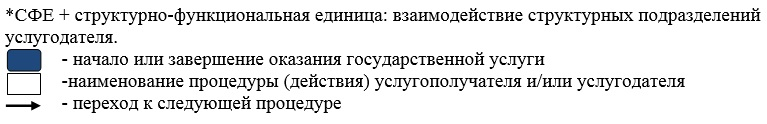 *СФЕ + структурно-функциональная единица: взаимодействие структурных подразделений
услугодателя.
- начало или завершение оказания государственной услуги
-наименование процедуры (действия) услугополучателя и/или услугодателя
- переход к следующей процедуре